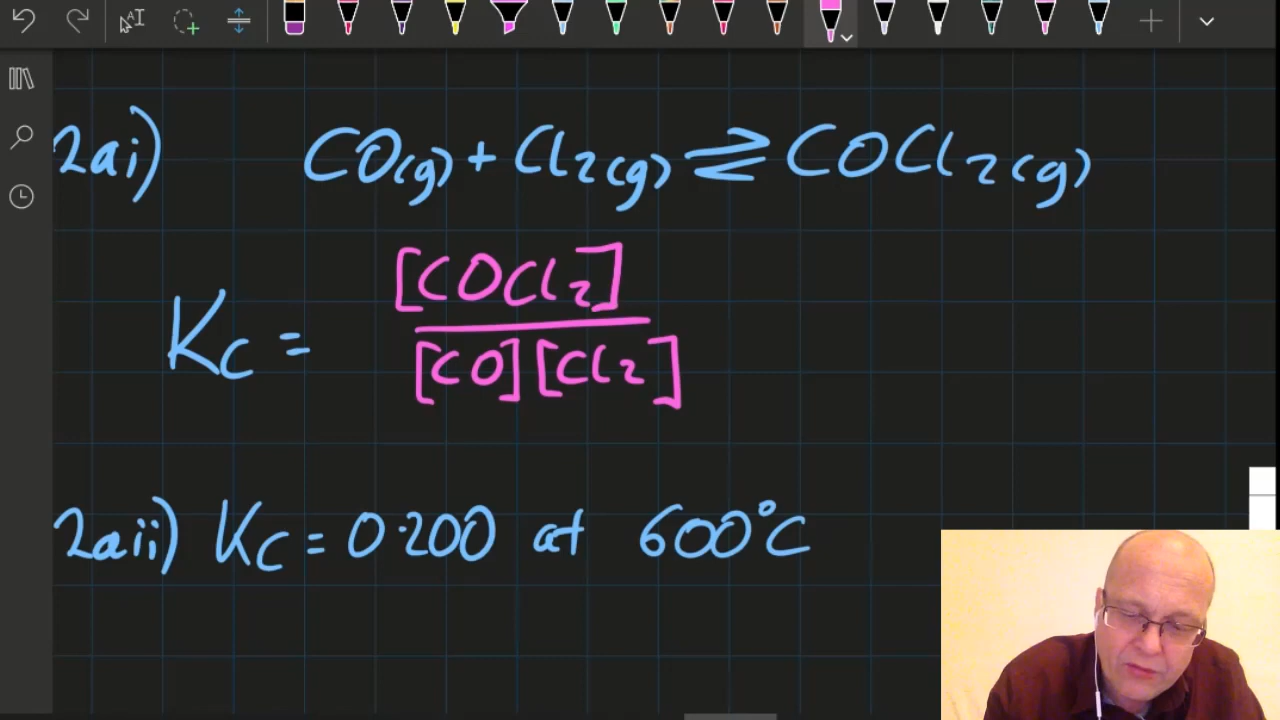 2ai) CO(g) + Cl₂(g) ⇌ COCl₂(g)
Kc = [COCl₂] / [CO][Cl₂]
2aii) Kc = 0·200 at 600°C